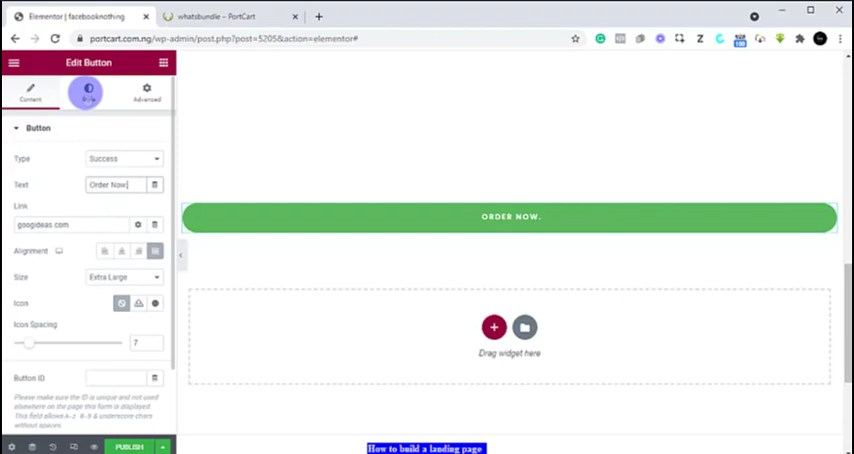 Elementor | facebooknothing
whatsbundle – PortCart
portcart.com.ng/wp-admin/post.php?post=5205&action=elementor#
Edit Button
Content
Style
Advanced
Button
Type
Success
Text
Order Now.
Link
googideas.com
Alignment
Size
Extra Large
Icon
Icon Spacing
7
Button ID
Please make sure the ID is unique and not used
elsewhere on the page this form is displayed.
This field allows A-z 0-9 & underscore chars
without spaces.
PUBLISH
ORDER NOW.
Drag widget here
How to build a landing page